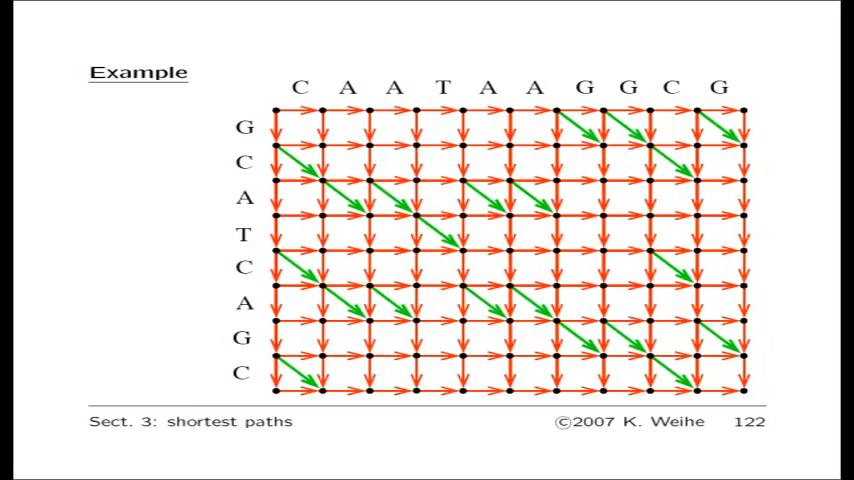 Example
C A A T A A G G C G
G
C
A
T
C
A
G
C
Sect. 3: shortest paths
©2007 K. Weihe 122